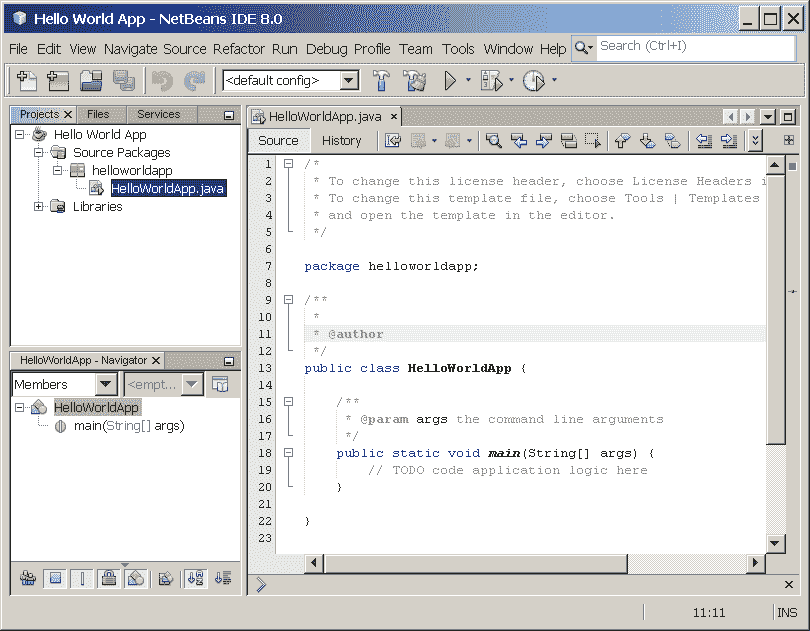 Hello World App - NetBeans IDE 8.0
File Edit View Navigate Source Refactor Run Debug Profile Team Tools Window Help Search (Ctrl+I)
<default config>
Projects Files Services
Hello World App
Source Packages
helloworldapp
HelloWorldApp.java
Libraries
HelloWorldApp - Navigator
Members <empt...
HelloWorldApp
main(String[] args)
HelloWorldApp.java
Source History
1 /*
2 * To change this license header, choose License Headers i
3 * To change this template file, choose Tools | Templates
4 * and open the template in the editor.
5 */
6
7 package helloworldapp;
8
9 /**
10 *
11 * @author
12 */
13 public class HelloWorldApp {
14
15 /**
16 * @param args the command line arguments
17 */
18 public static void main(String[] args) {
19 // TODO code application logic here
20 }
21
22 }
23
11:11 INS